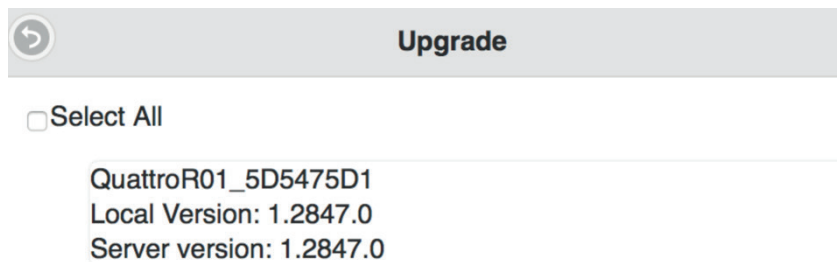 Upgrade
Select All
QuattroR01_5D5475D1
Local Version: 1.2847.0
Server version: 1.2847.0